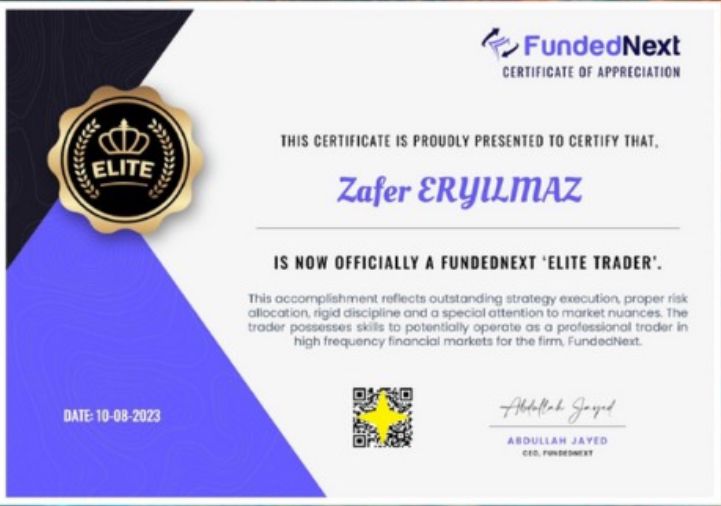 FundedNext
CERTIFICATE OF APPRECIATION
THIS CERTIFICATE IS PROUDLY PRESENTED TO CERTIFY THAT,
Zafer ERYILMAZ
ELITE
IS NOW OFFICIALLY A FUNDEDNEXT ‘ELITE TRADER’.
This accomplishment reflects outstanding strategy execution, proper risk
allocation, rigid discipline and a special attention to market nuances. The
trader possesses skills to potentially operate as a professional trader in
high frequency financial markets for the firm, FundedNext.
DATE: 10-08-2023
Abdullah Jayed
ABDULLAH JAYED
CEO, FUNDEDNEXT